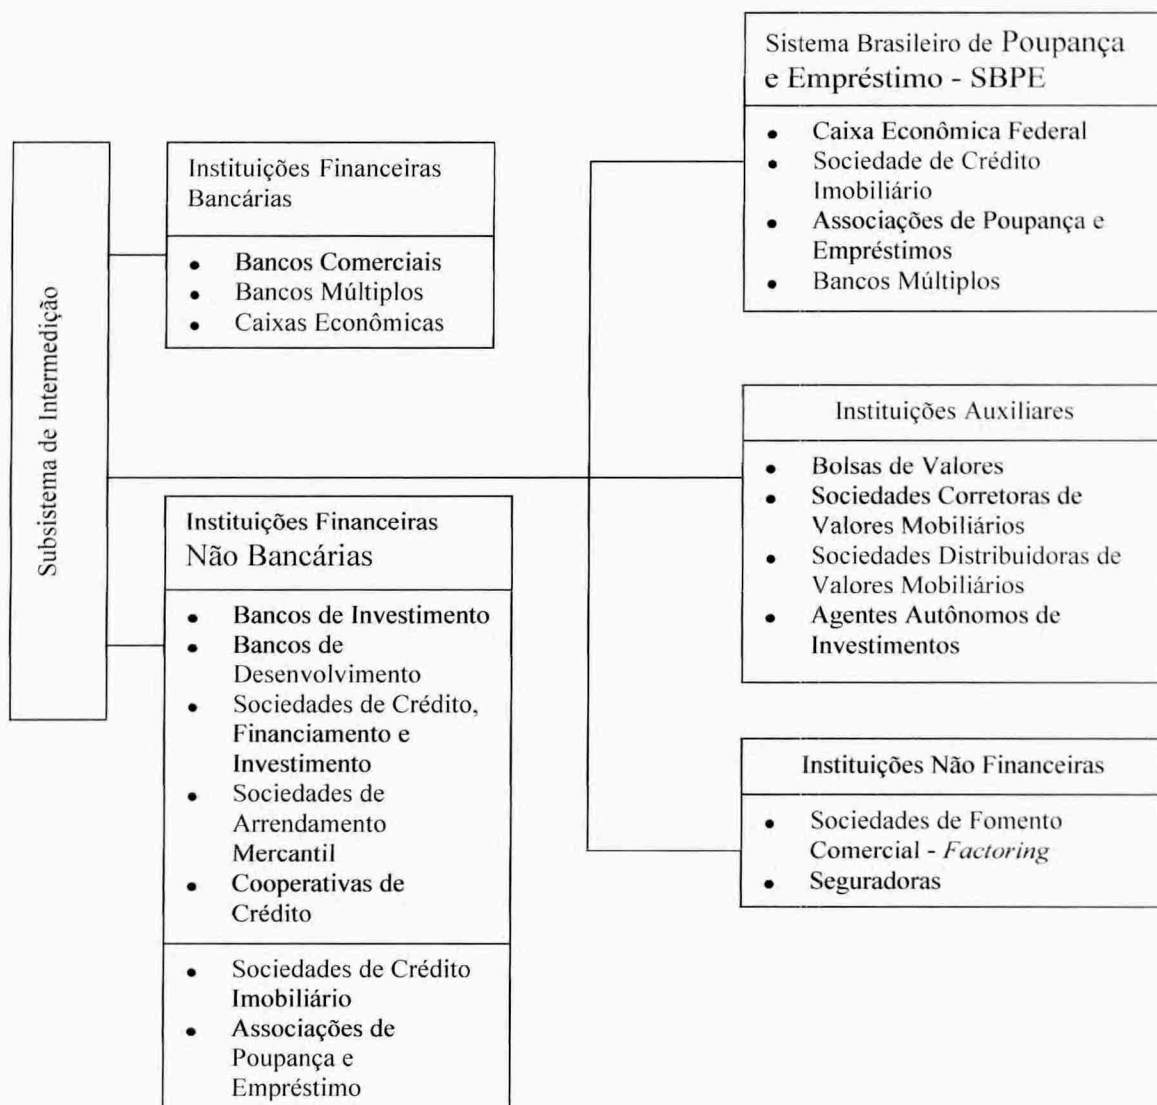 Subsistema de Intermedição
Instituições Financeiras
Bancárias
• Bancos Comerciais
• Bancos Múltiplos
• Caixas Econômicas
Instituições Financeiras
Não Bancárias
• Bancos de Investimento
• Bancos de
Desenvolvimento
• Sociedades de Crédito,
Financiamento e
Investimento
• Sociedades de
Arrendamento
Mercantil
• Cooperativas de
Crédito
• Sociedades de Crédito
Imobiliário
• Associações de
Poupança e
Empréstimo
Sistema Brasileiro de Poupança
e Empréstimo - SBPE
• Caixa Econômica Federal
• Sociedade de Crédito
Imobiliário
• Associações de Poupança e
Empréstimos
• Bancos Múltiplos
Instituições Auxiliares
• Bolsas de Valores
• Sociedades Corretoras de
Valores Mobiliários
• Sociedades Distribuidoras de
Valores Mobiliários
• Agentes Autônomos de
Investimentos
Instituições Não Financeiras
• Sociedades de Fomento
Comercial - Factoring
• Seguradoras